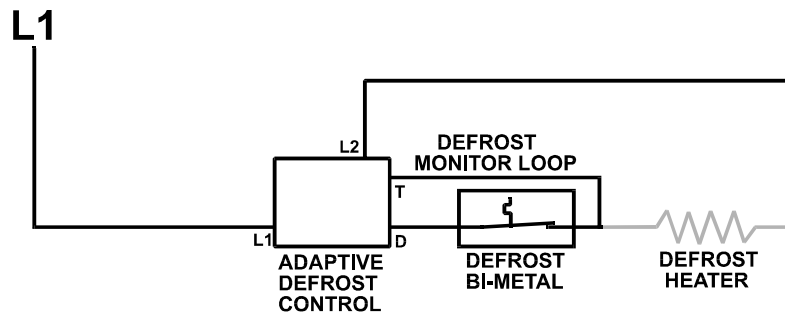 L1
L2
DEFROST
MONITOR LOOP
T
L1
D
ADAPTIVE
DEFROST
CONTROL
DEFROST
BI-METAL
DEFROST
HEATER